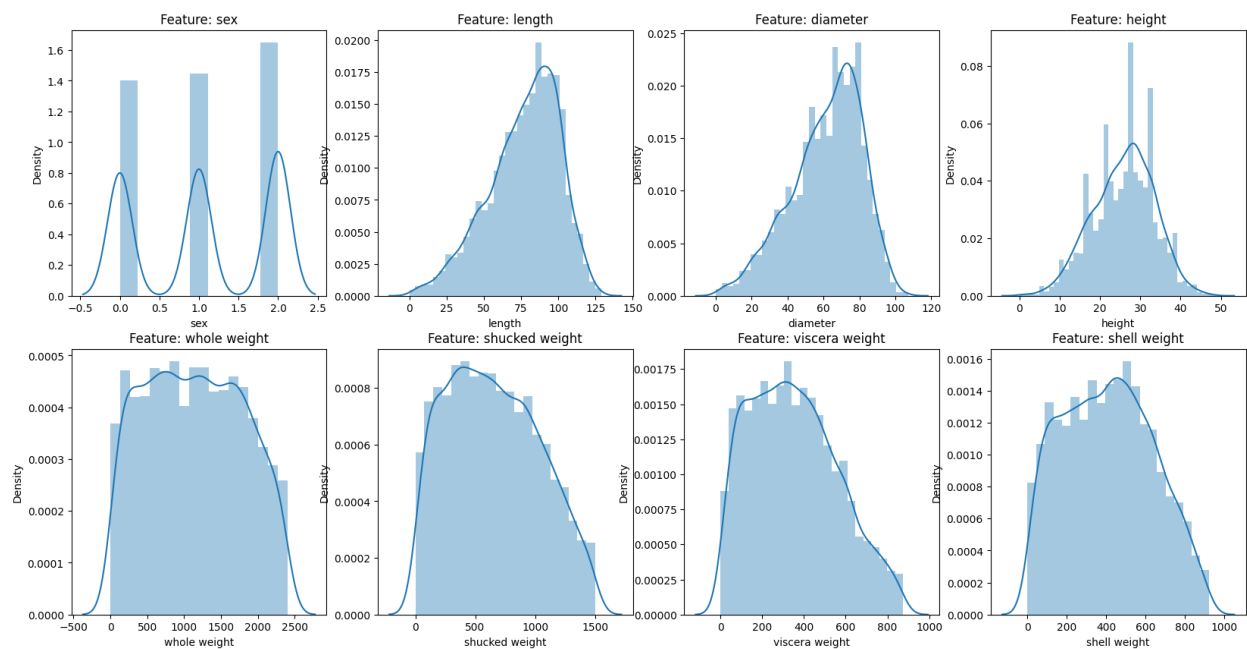 Feature: sex
Density
1.6
1.4
1.2
1.0
0.8
0.6
0.4
0.2
0.0
−0.5 0.0 0.5 1.0 1.5 2.0 2.5
sex
Feature: length
Density
0.0200
0.0175
0.0150
0.0125
0.0100
0.0075
0.0050
0.0025
0.0000
0 25 50 75 100 125 150
length
Feature: diameter
Density
0.025
0.020
0.015
0.010
0.005
0.000
0 20 40 60 80 100 120
diameter
Feature: height
Density
0.08
0.06
0.04
0.02
0.00
0 10 20 30 40 50
height
Feature: whole weight
Density
0.0005
0.0004
0.0003
0.0002
0.0001
0.0000
−500 0 500 1000 1500 2000 2500
whole weight
Feature: shucked weight
Density
0.0008
0.0006
0.0004
0.0002
0.0000
0 500 1000 1500
shucked weight
Feature: viscera weight
Density
0.00175
0.00150
0.00125
0.00100
0.00075
0.00050
0.00025
0.00000
0 200 400 600 800 1000
viscera weight
Feature: shell weight
Density
0.0016
0.0014
0.0012
0.0010
0.0008
0.0006
0.0004
0.0002
0.0000
0 200 400 600 800 1000
shell weight